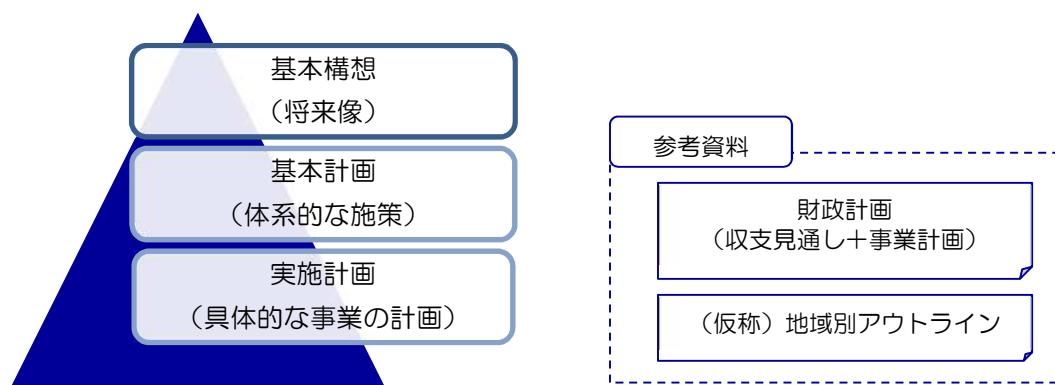 基本構想
（将来像）
基本計画
（体系的な施策）
実施計画
（具体的な事業の計画）
参考資料
財政計画
（収支見通し＋事業計画）
（仮称）地域別アウトライン